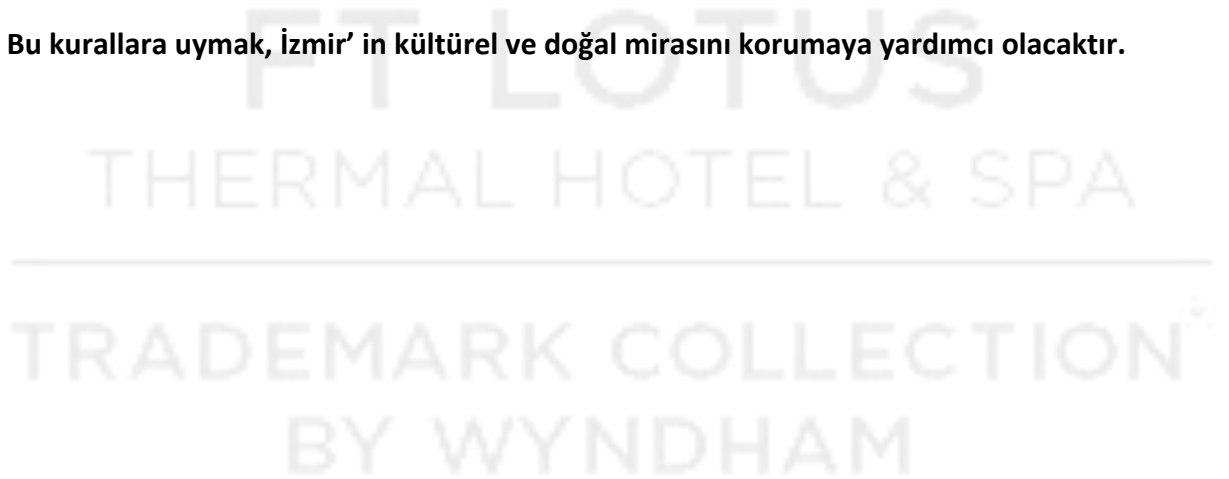 Bu kurallara uymak, İzmir’ in kültürel ve doğal mirasını korumaya yardımcı olacaktır.
FT LOTUS
THERMAL HOTEL & SPA
TRADEMARK COLLECTION
BY WYNDHAM